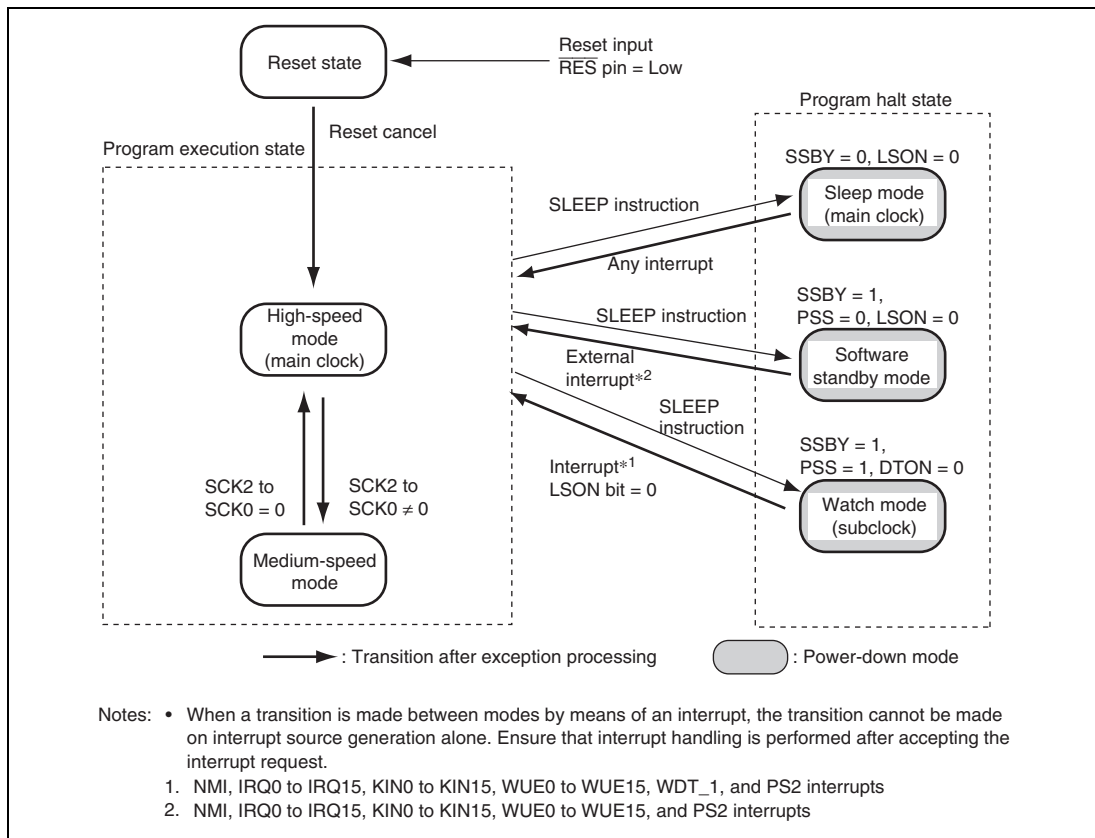 Reset state
Reset input
RES pin = Low
Reset cancel
Program execution state
Program halt state
SSBY = 0, LSON = 0
Sleep mode
(main clock)
SLEEP instruction
Any interrupt
High-speed
mode
(main clock)
SLEEP instruction
External
interrupt*2
SSBY = 1,
PSS = 0, LSON = 0
Software
standby mode
SLEEP
instruction
Interrupt*1
LSON bit = 0
SSBY = 1,
PSS = 1, DTON = 0
Watch mode
(subclock)
SCK2 to
SCK0 = 0
SCK2 to
SCK0 ≠ 0
Medium-speed
mode
: Transition after exception processing
: Power-down mode
Notes: • When a transition is made between modes by means of an interrupt, the transition cannot be made
on interrupt source generation alone. Ensure that interrupt handling is performed after accepting the
interrupt request.
1. NMI, IRQ0 to IRQ15, KIN0 to KIN15, WUE0 to WUE15, WDT_1, and PS2 interrupts
2. NMI, IRQ0 to IRQ15, KIN0 to KIN15, WUE0 to WUE15, and PS2 interrupts